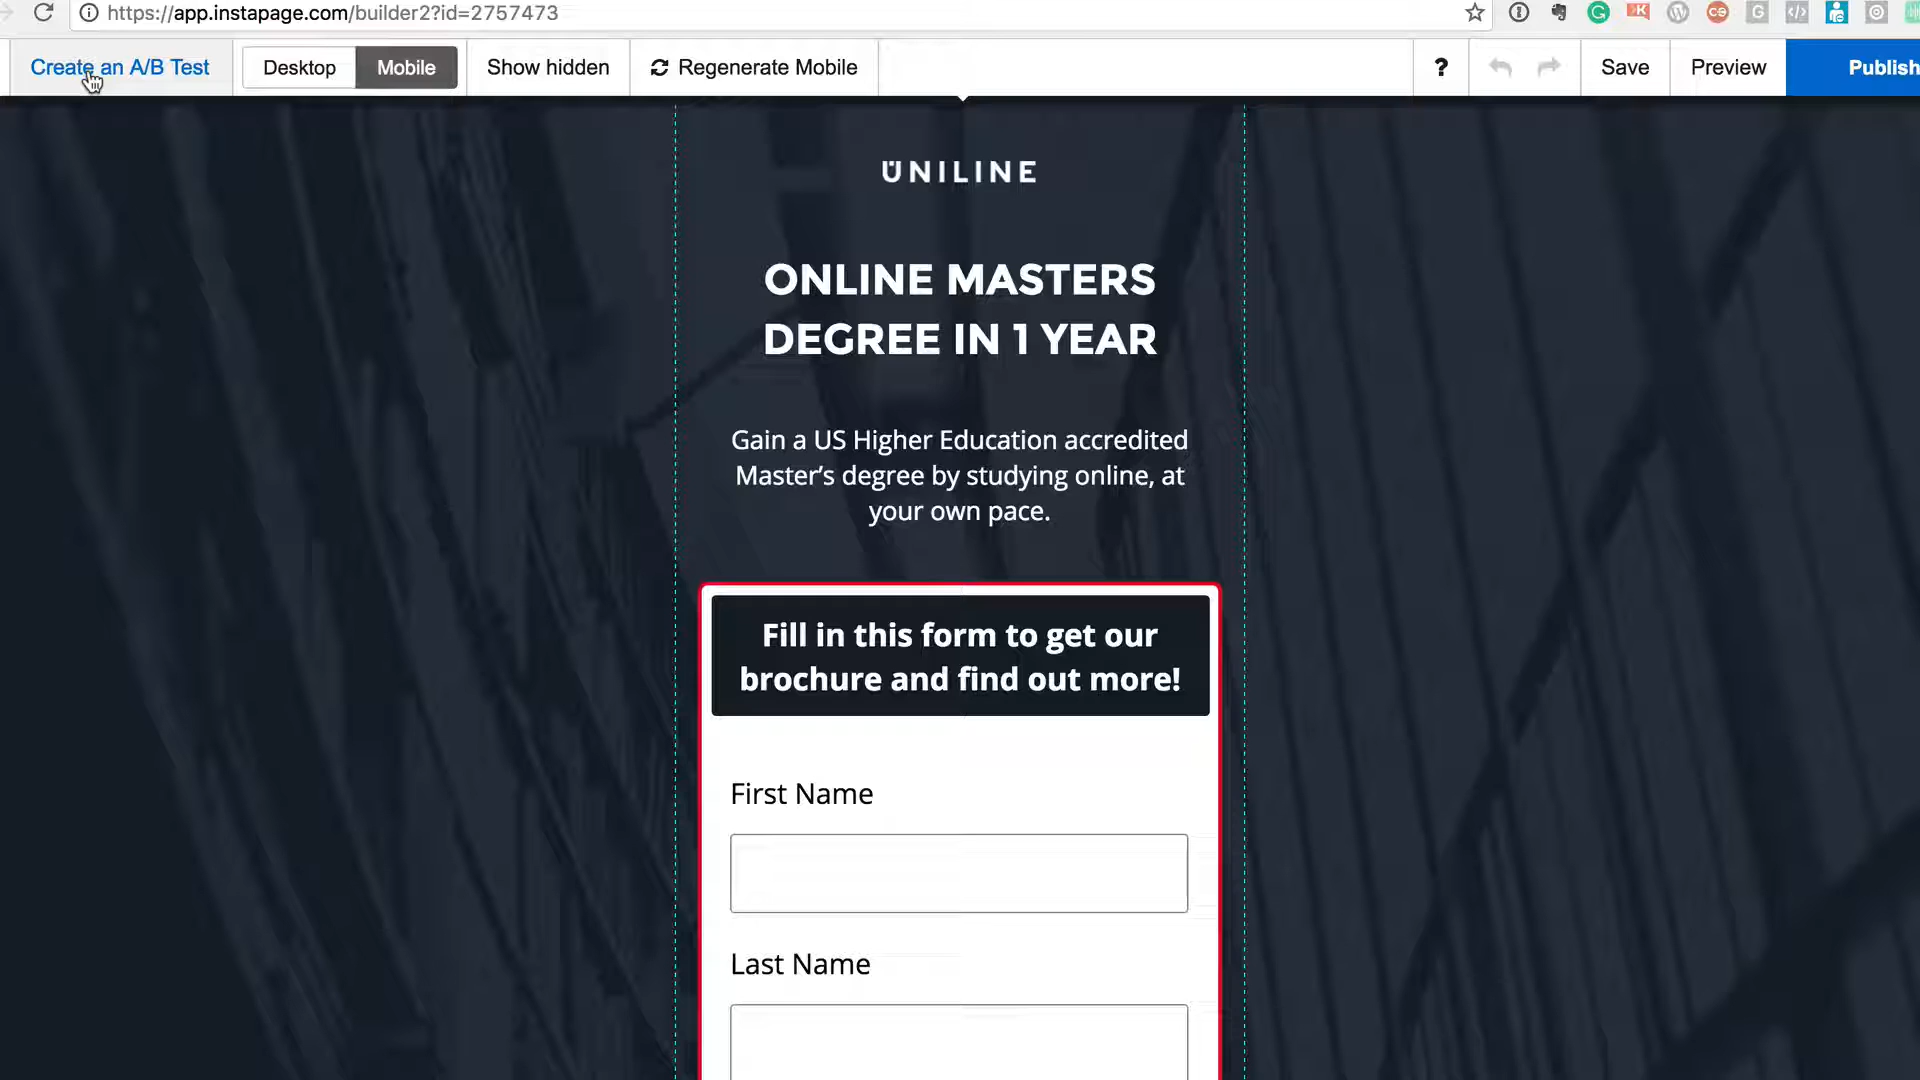 https://app.instapage.com/builder2?id=2757473
Create an A/B Test
Desktop
Mobile
Show hidden
Regenerate Mobile
?
Save
Preview
Publish
UNILINE
ONLINE MASTERS
DEGREE IN 1 YEAR
Gain a US Higher Education accredited
Master’s degree by studying online, at
your own pace.
Fill in this form to get our
brochure and find out more!
First Name
Last Name